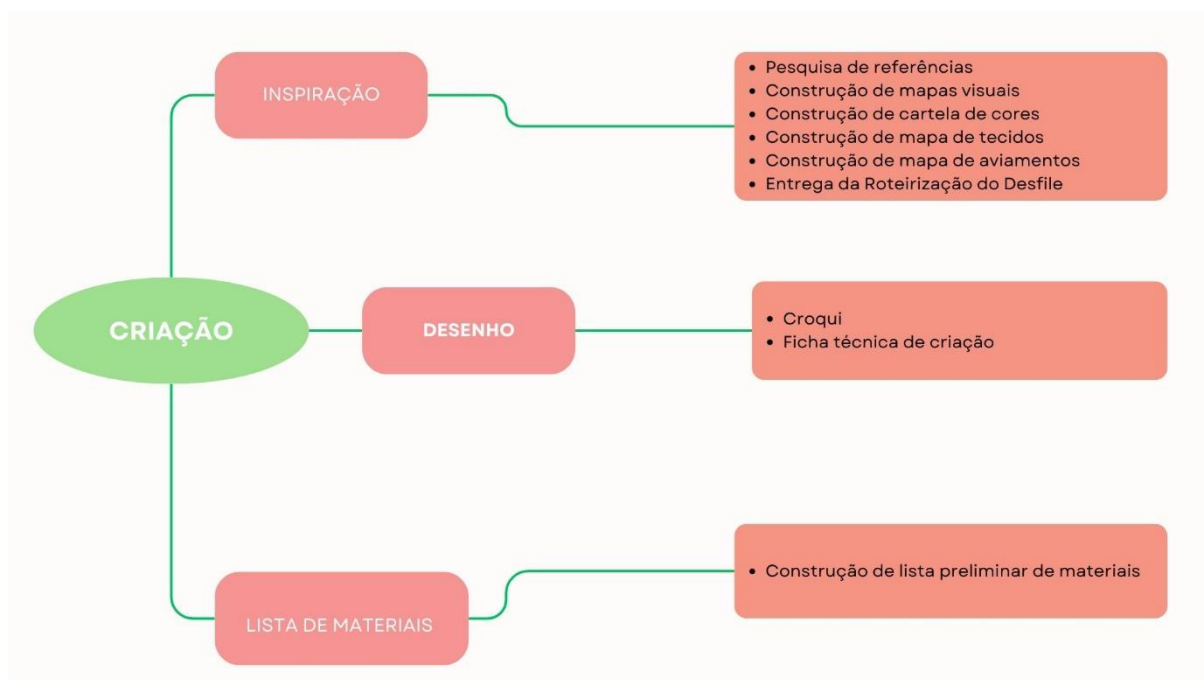 INSPIRAÇÃO
• Pesquisa de referências
• Construção de mapas visuais
• Construção de cartela de cores
• Construção de mapa de tecidos
• Construção de mapa de aviamentos
• Entrega da Roteirização do Desfile
CRIAÇÃO
DESENHO
• Croqui
• Ficha técnica de criação
LISTA DE MATERIAIS
• Construção de lista preliminar de materiais